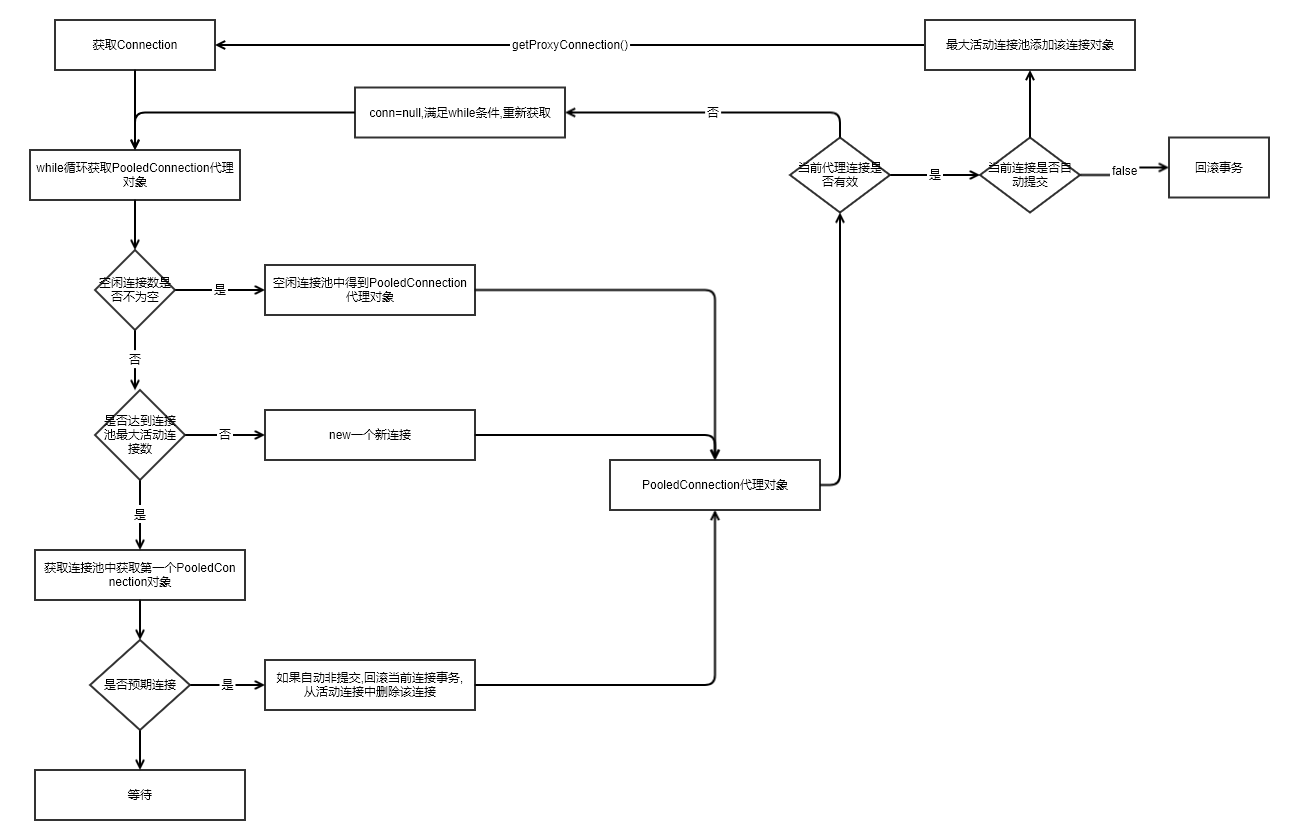 获取Connection
getProxyConnection()
最大活动连接池添加该连接对象
conn=null,满足while条件,重新获取
否
while循环获取PooledConnection代理
对象
当前代理连接是
否有效
是
当前连接是否自
动提交
false
回滚事务
空闲连接数是
否不为空
是
空闲连接池中得到PooledConnection
代理对象
否
是否达到连接
池最大活动连
接数
否
new一个新连接
PooledConnection代理对象
是
获取连接池中获取第一个PooledCon
nection对象
是否预期连接
是
如果自动非提交,回滚当前连接事务,
从活动连接中删除该连接
等待